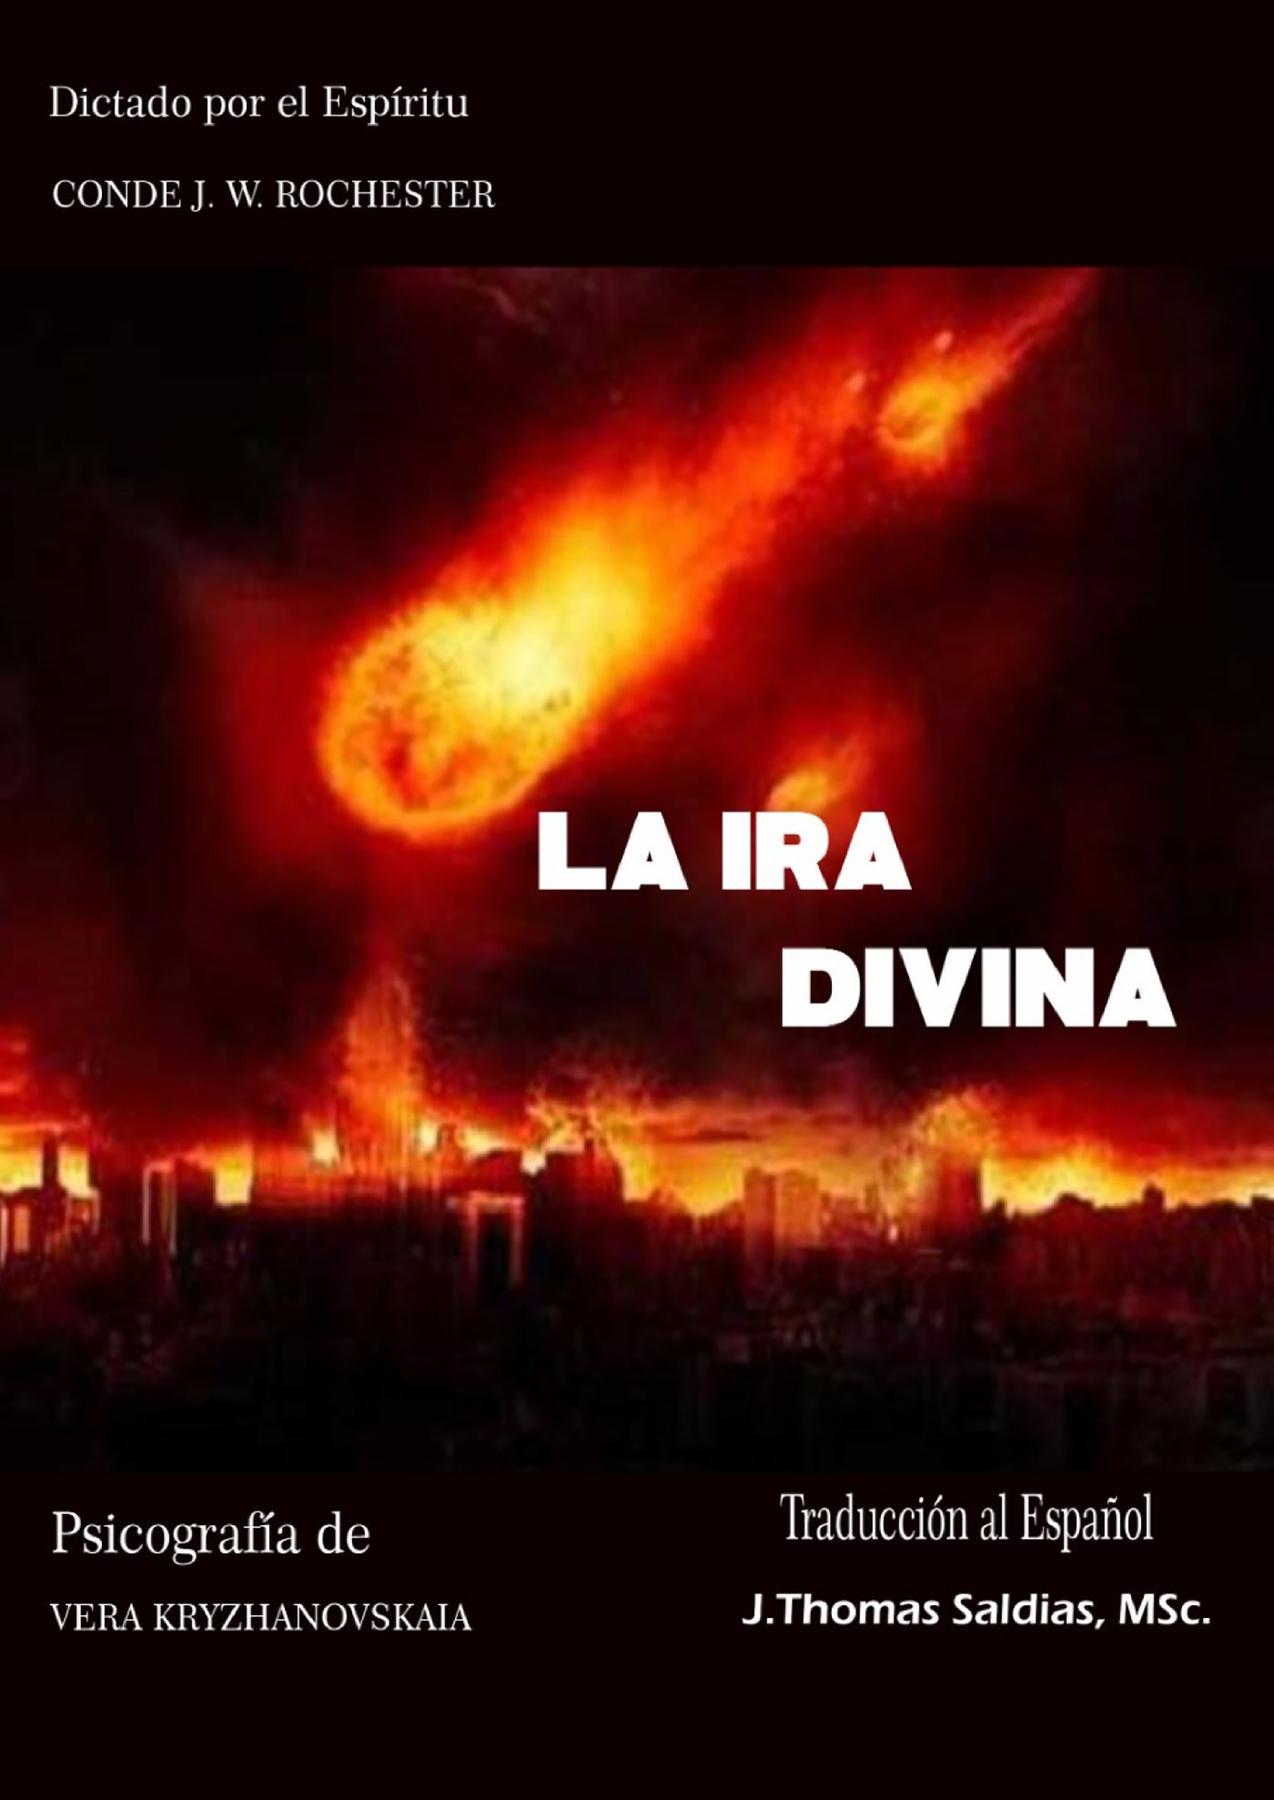 Dictado por el Espíritu
CONDE J. W. ROCHESTER
LA IRA
DIVINA
Psicografía de
VERA KRYZHANOVSKAIA
Traducción al Español
J.Thomas Saldias, MSc.